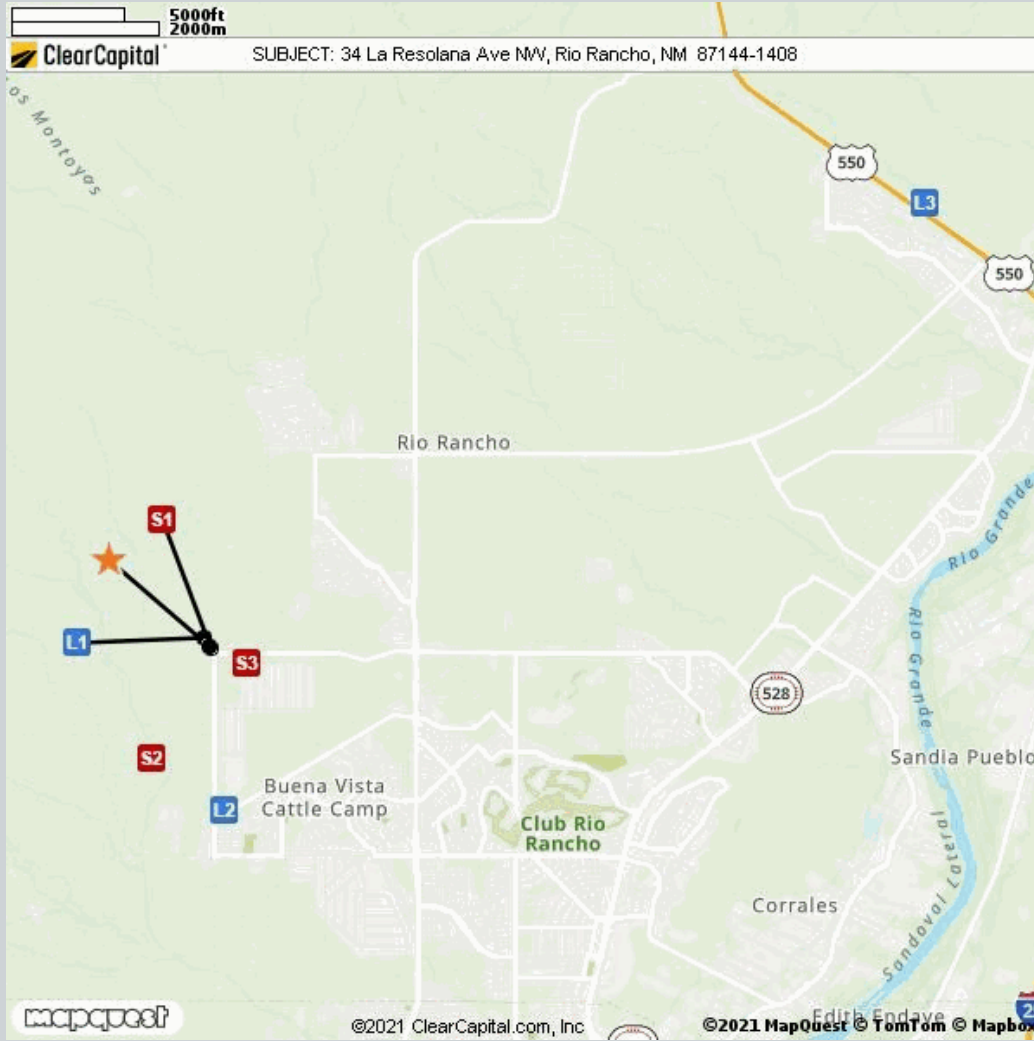 5000ft
2000m
ClearCapital
SUBJECT: 34 La Resolana Ave NW, Rio Rancho, NM 87144-1408
os Montoyas
550
L3
550
Rio Rancho
S1
Rio Grande
L1
S3
Rio Grande
528
S2
Sandia Pueblo
Buena Vista
Cattle Camp
L2
Club Rio
Rancho
Sandoval Lateral
Corrales
mapquest
©2021 ClearCapital.com, Inc
Edith Endave
©2021 MapQuest © TomTom © Mapbox
2